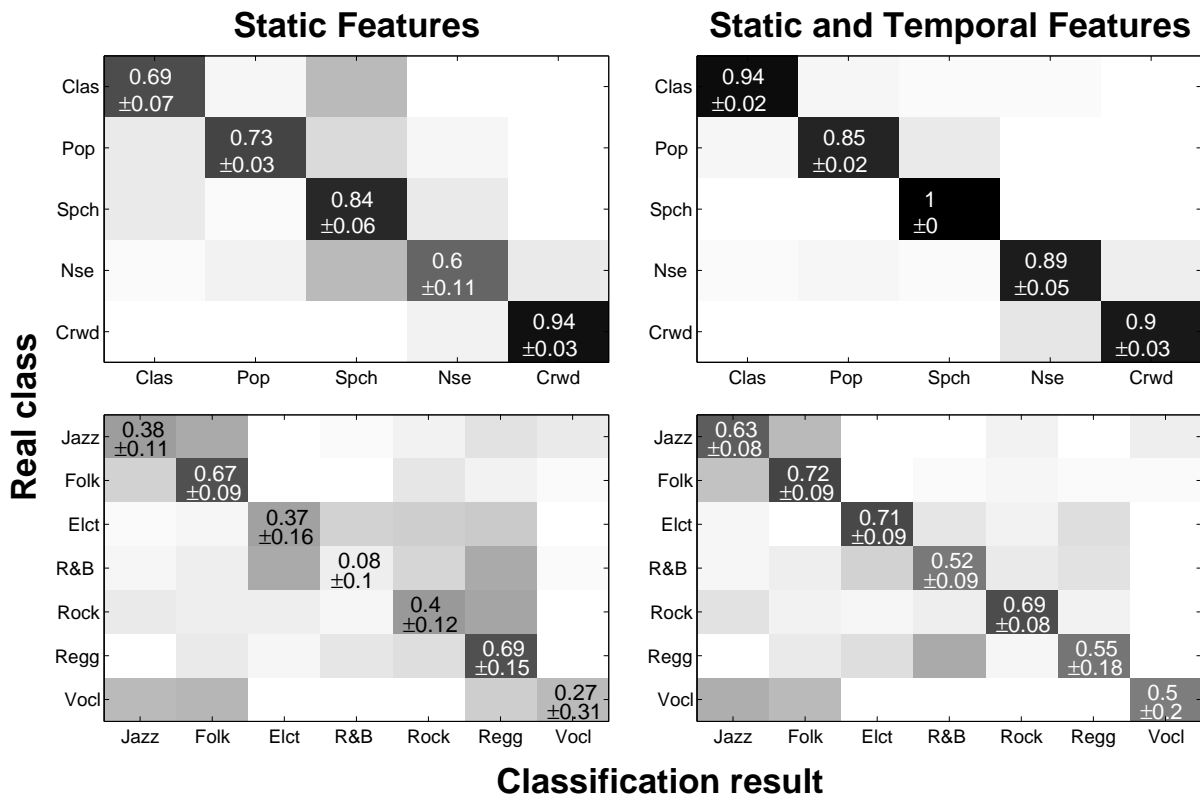 Static Features
Static and Temporal Features
Clas
Pop
Spch
Nse
Crwd
0.69
±0.07
0.73
±0.03
0.84
±0.06
0.6
±0.11
0.94
±0.03
Clas Pop Spch Nse Crwd
Clas
Pop
Spch
Nse
Crwd
0.94
±0.02
0.85
±0.02
1
±0
0.89
±0.05
0.9
±0.03
Clas Pop Spch Nse Crwd
Real class
Jazz
Folk
Elct
R&B
Rock
Regg
Vocl
0.38
±0.11
0.67
±0.09
0.37
±0.16
0.08
±0.1
0.4
±0.12
0.69
±0.15
0.27
±0.31
Jazz Folk Elct R&B Rock Regg Vocl
Jazz
Folk
Elct
R&B
Rock
Regg
Vocl
0.63
±0.08
0.72
±0.09
0.71
±0.09
0.52
±0.09
0.69
±0.08
0.55
±0.18
0.5
±0.2
Jazz Folk Elct R&B Rock Regg Vocl
Classification result